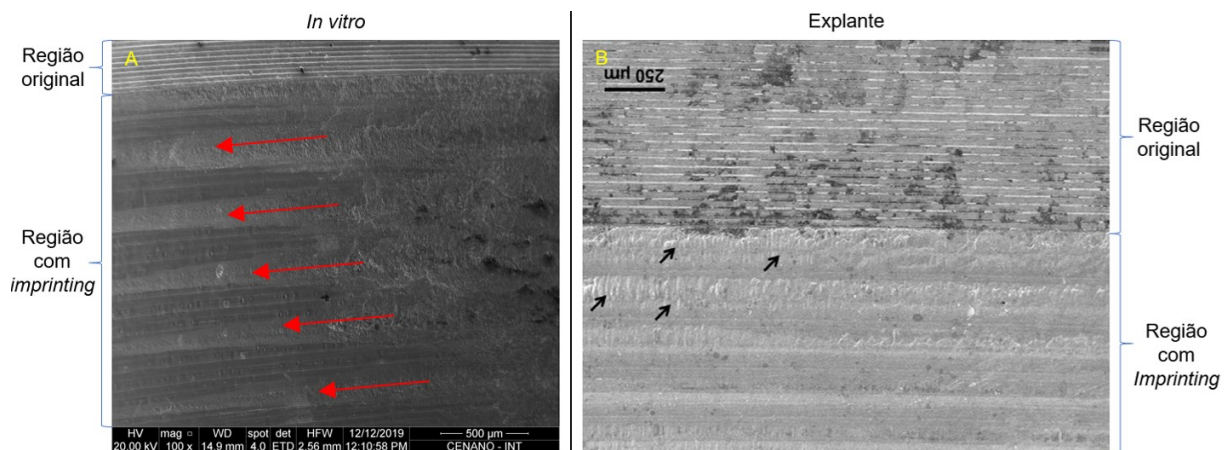 In vitro
Explante
Região
original
A
B
250 µm
Região
original
Região
com
imprinting
Região
com
Imprinting
HV mag WD spot det HFW 12/12/2019 500 µm
20.00 kV 100 x 14.9 mm 4.0 ETD 2.56 mm 12:10:58 PM CENANO - INT